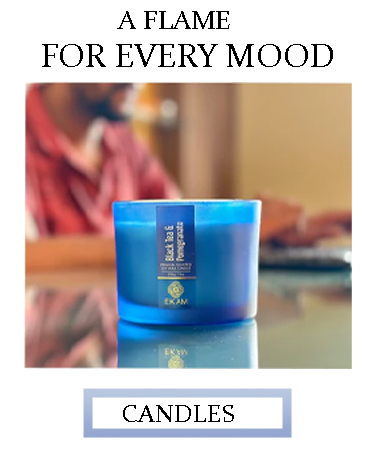 A FLAME
FOR EVERY MOOD
Black Tea &
Pomegranate
EKAM
CANDLES